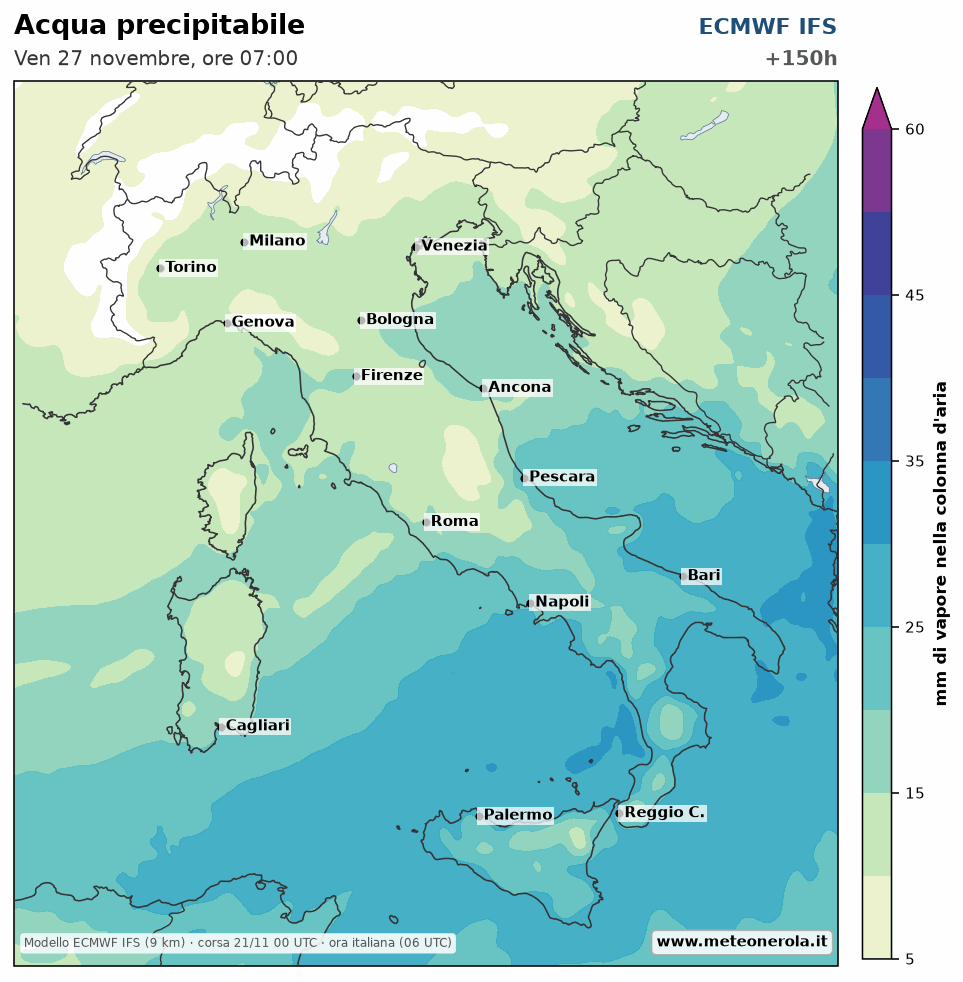 Acqua precipitabile
ECMWF IFS
Ven 27 novembre, ore 07:00
+150h
Milano
Venezia
Torino
Genova
Bologna
Firenze
Ancona
Pescara
Roma
Bari
Napoli
Cagliari
Palermo
Reggio C.
60
45
35
25
15
5
mm di vapore nella colonna d'aria
Modello ECMWF IFS (9 km) · corsa 21/11 00 UTC · ora italiana (06 UTC)
www.meteonerola.it